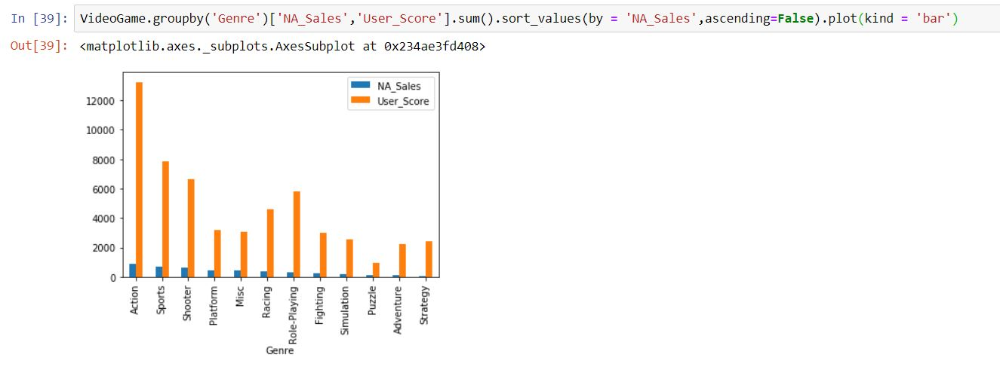 In [39]: VideoGame.groupby('Genre')['NA_Sales','User_Score'].sum().sort_values(by = 'NA_Sales',ascending=False).plot(kind = 'bar')
Out[39]: <matplotlib.axes._subplots.AxesSubplot at 0x234ae3fd408>
NA_Sales
User_Score
12000
10000
8000
6000
4000
2000
0
Action
Sports
Shooter
Platform
Misc
Racing
Role-Playing
Fighting
Simulation
Puzzle
Adventure
Strategy
Genre